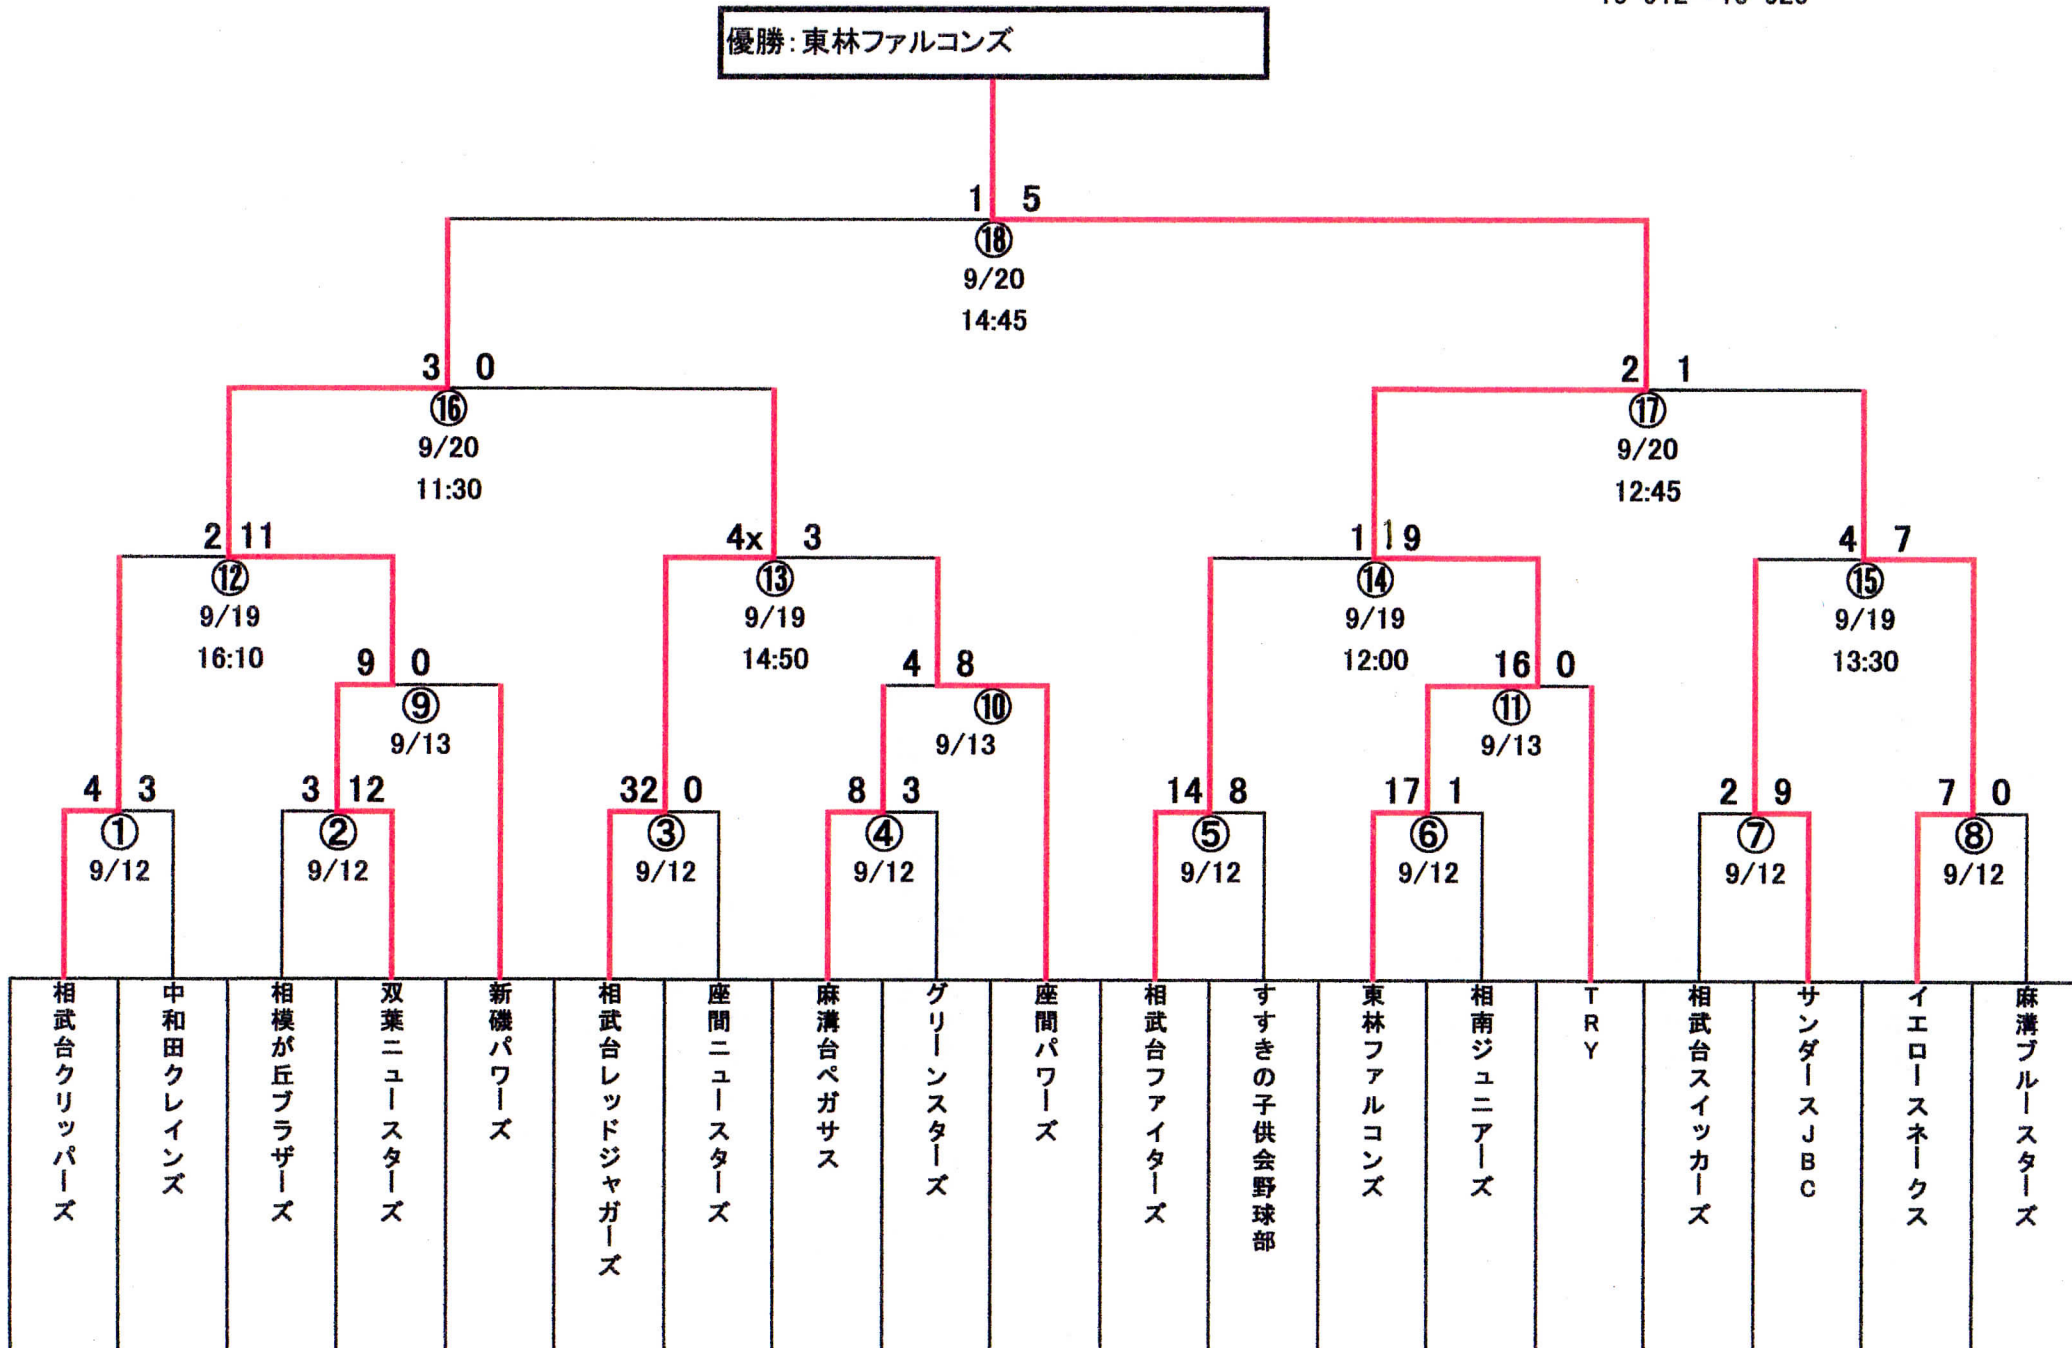 優勝:東林ファルコンズ
1 5
⑱
9/20
14:45
3 0
⑯
9/20
11:30
2 1
⑰
9/20
12:45
2 11
⑫
9/19
16:10
4x 3
⑬
9/19
14:50
1 9
⑭
9/19
12:00
4 7
⑮
9/19
13:30
9 0
⑨
9/13
4 8
⑩
9/13
16 0
⑪
9/13
4 3
①
9/12
3 12
②
9/12
32 0
③
9/12
8 3
④
9/12
14 8
⑤
9/12
17 1
⑥
9/12
2 9
⑦
9/12
7 0
⑧
9/12
相武台クリッパーズ
中和田クレインズ
相模が丘ブラザーズ
双葉ニュースターズ
新磯パワーズ
相武台レッドジャガーズ
座間ニュースターズ
麻溝台ペガサス
グリーンスターズ
座間パワーズ
相武台ファイターズ
すすきの子供会野球部
東林ファルコンズ
相南ジュニアーズ
TRY
相武台スイッカーズ
サンダースJBC
イエロースネークス
麻溝ブルースターズ